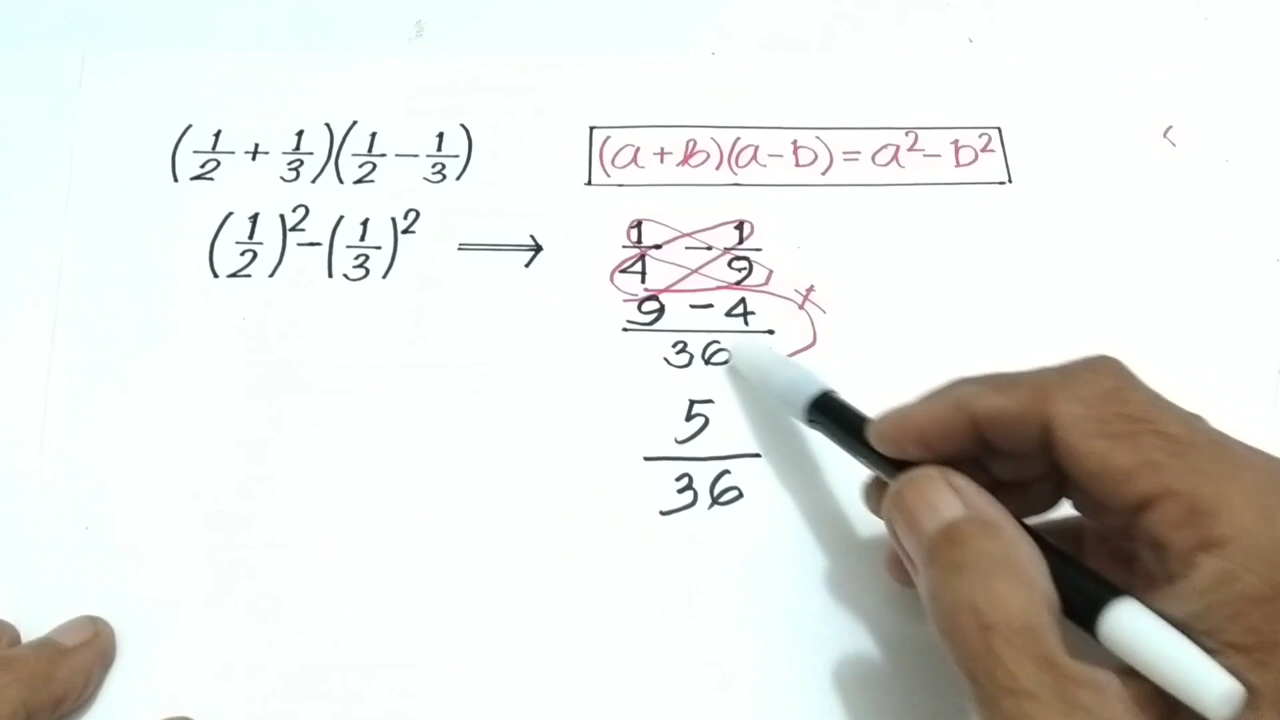 (1/2 + 1/3)(1/2 - 1/3)
(a+b)(a-b) = a² - b²
(1/2)² - (1/3)² ⟹ 1/4 - 1/9
9 - 4
36
5
36